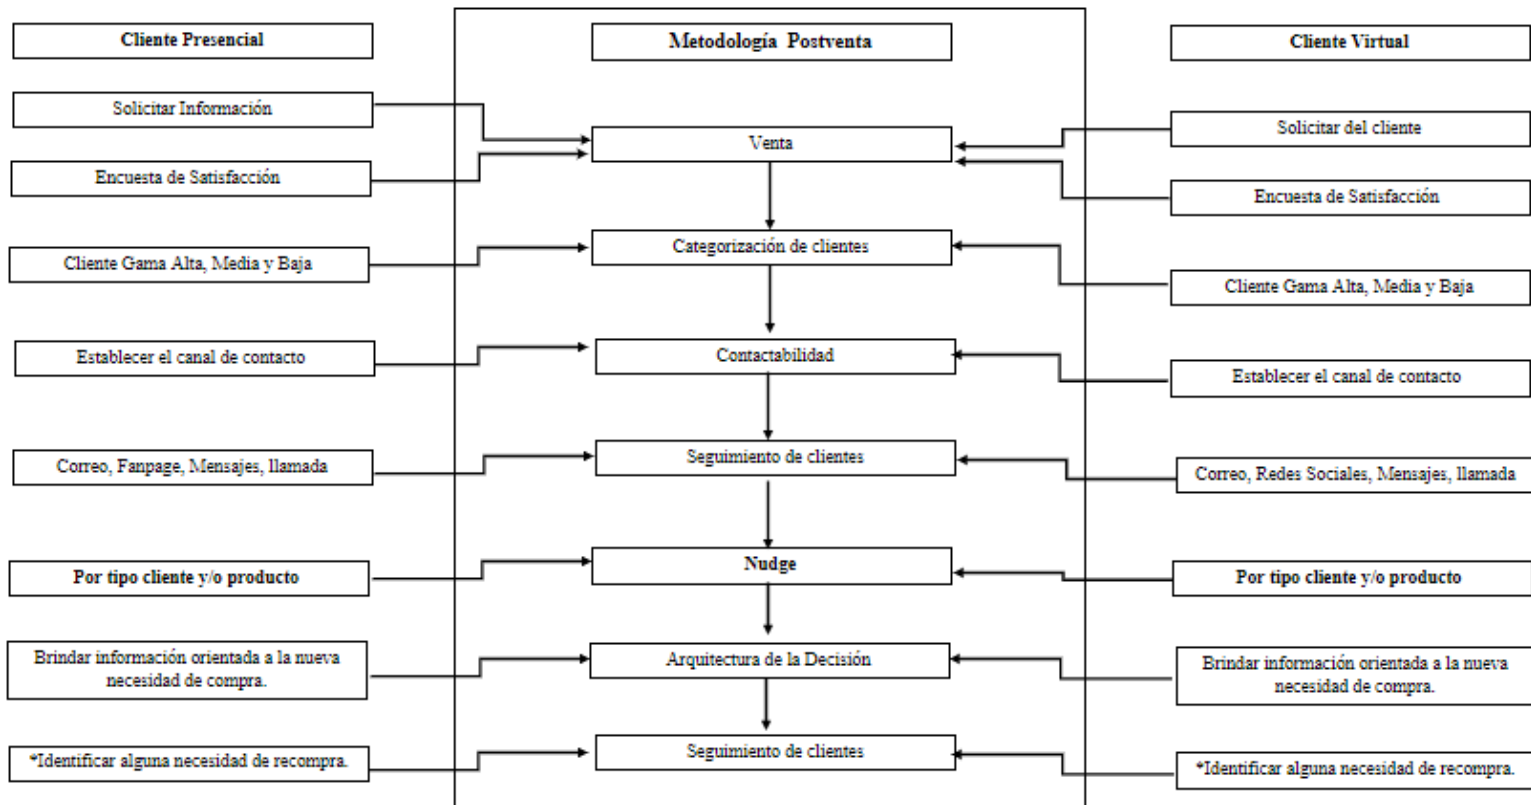 Cliente Presencial
Metodología Postventa
Cliente Virtual
Solicitar Información
Venta
Solicitar del cliente
Encuesta de Satisfacción
Encuesta de Satisfacción
Cliente Gama Alta, Media y Baja
Categorización de clientes
Cliente Gama Alta, Media y Baja
Establecer el canal de contacto
Contactabilidad
Establecer el canal de contacto
Correo, Fanpage, Mensajes, llamada
Seguimiento de clientes
Correo, Redes Sociales, Mensajes, llamada
Por tipo cliente y/o producto
Nudge
Por tipo cliente y/o producto
Brindar información orientada a la nueva
necesidad de compra.
Arquitectura de la Decisión
Brindar información orientada a la nueva
necesidad de compra.
*Identificar alguna necesidad de recompra.
Seguimiento de clientes
*Identificar alguna necesidad de recompra.